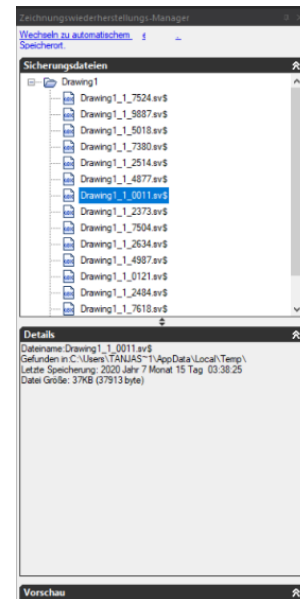 Zeichnungswiederherstellungs-Manager
Wechseln zu automatischem
Speicherort.
Sicherungsdateien
Drawing1
Drawing1_1_7524.sv$
Drawing1_1_9887.sv$
Drawing1_1_5018.sv$
Drawing1_1_7380.sv$
Drawing1_1_2514.sv$
Drawing1_1_4877.sv$
Drawing1_1_0011.sv$
Drawing1_1_2373.sv$
Drawing1_1_7504.sv$
Drawing1_1_2634.sv$
Drawing1_1_4987.sv$
Drawing1_1_0121.sv$
Drawing1_1_2484.sv$
Drawing1_1_7618.sv$
Details
Dateiname:Drawing1_1_0011.sv$
Gefunden in:C:\Users\TANJAS~1\AppData\Local\Temp\
Letzte Speicherung: 2020 Jahr 7 Monat 15 Tag 03:38:25
Datei Größe: 37KB (37913 byte)
Vorschau